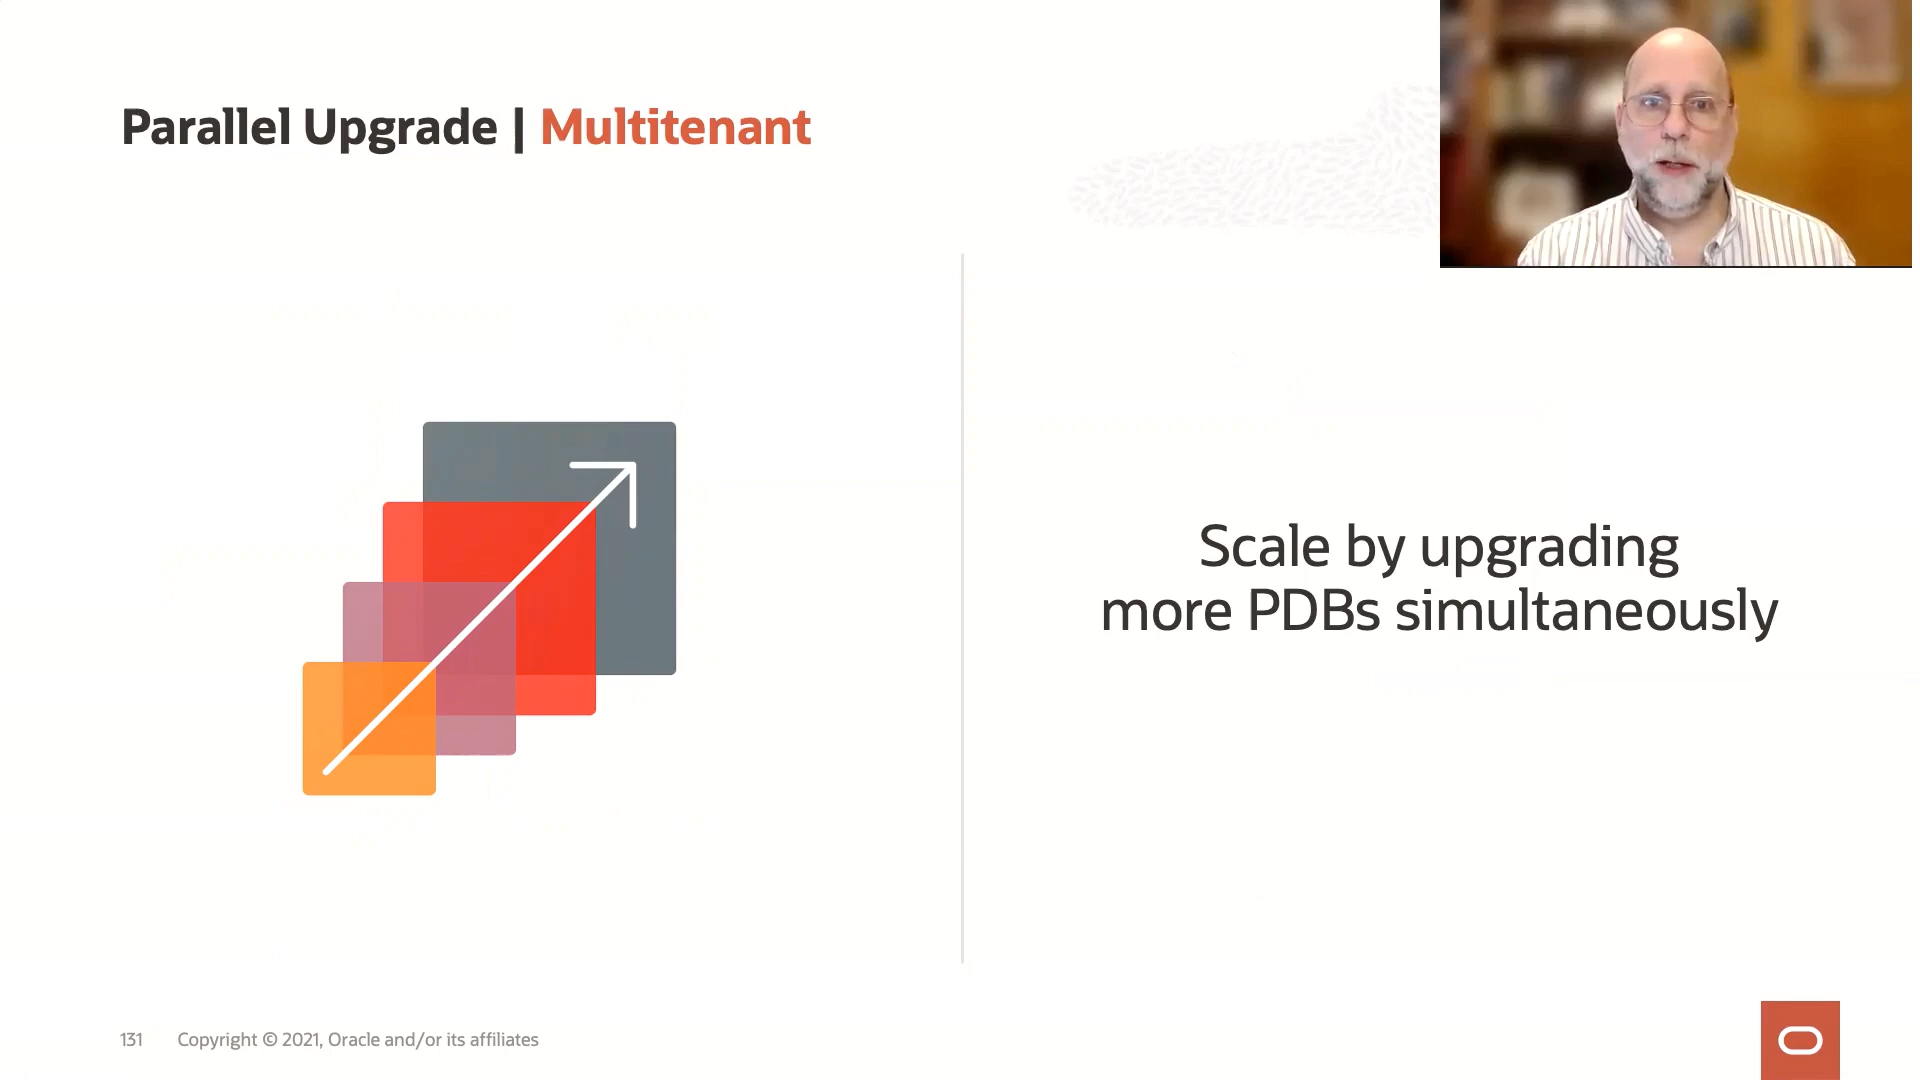 Parallel Upgrade | Multitenant
Scale by upgrading
more PDBs simultaneously
131 Copyright © 2021, Oracle and/or its affiliates